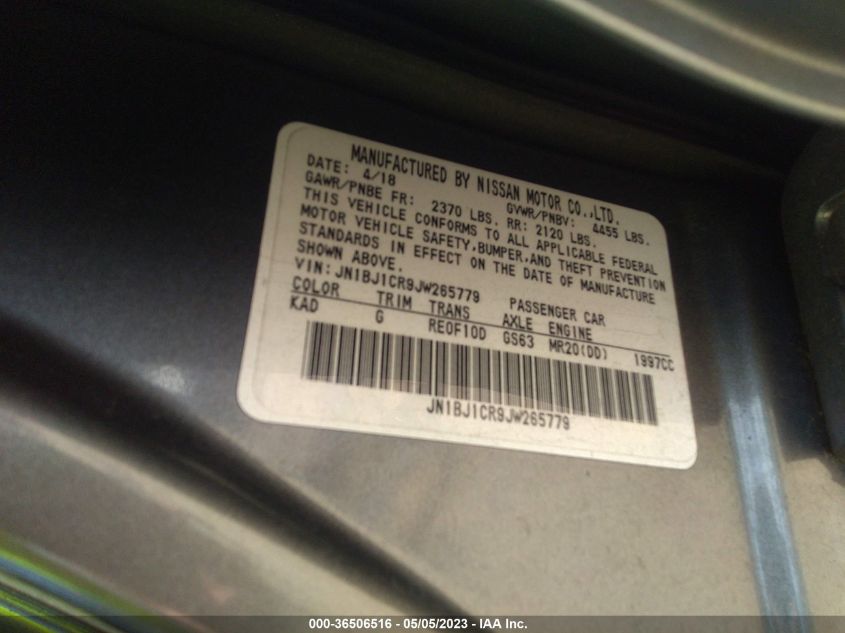 MANUFACTURED BY NISSAN MOTOR CO.,LTD.
DATE: 4/18 GVWR/PNBV: 4455 LBS.
GAWR/PNBE FR: 2370 LBS. RR: 2120 LBS.
THIS VEHICLE CONFORMS TO ALL APPLICABLE FEDERAL
MOTOR VEHICLE SAFETY,BUMPER,AND THEFT PREVENTION
STANDARDS IN EFFECT ON THE DATE OF MANUFACTURE
SHOWN ABOVE.
VIN:JN1BJ1CR9JW265779 PASSENGER CAR
COLOR TRIM TRANS AXLE ENGINE
KAD G RE0F10D GS63 MR20(DD) 1997CC
JN1BJ1CR9JW265779
000-36506516 - 05/05/2023 - IAA Inc.